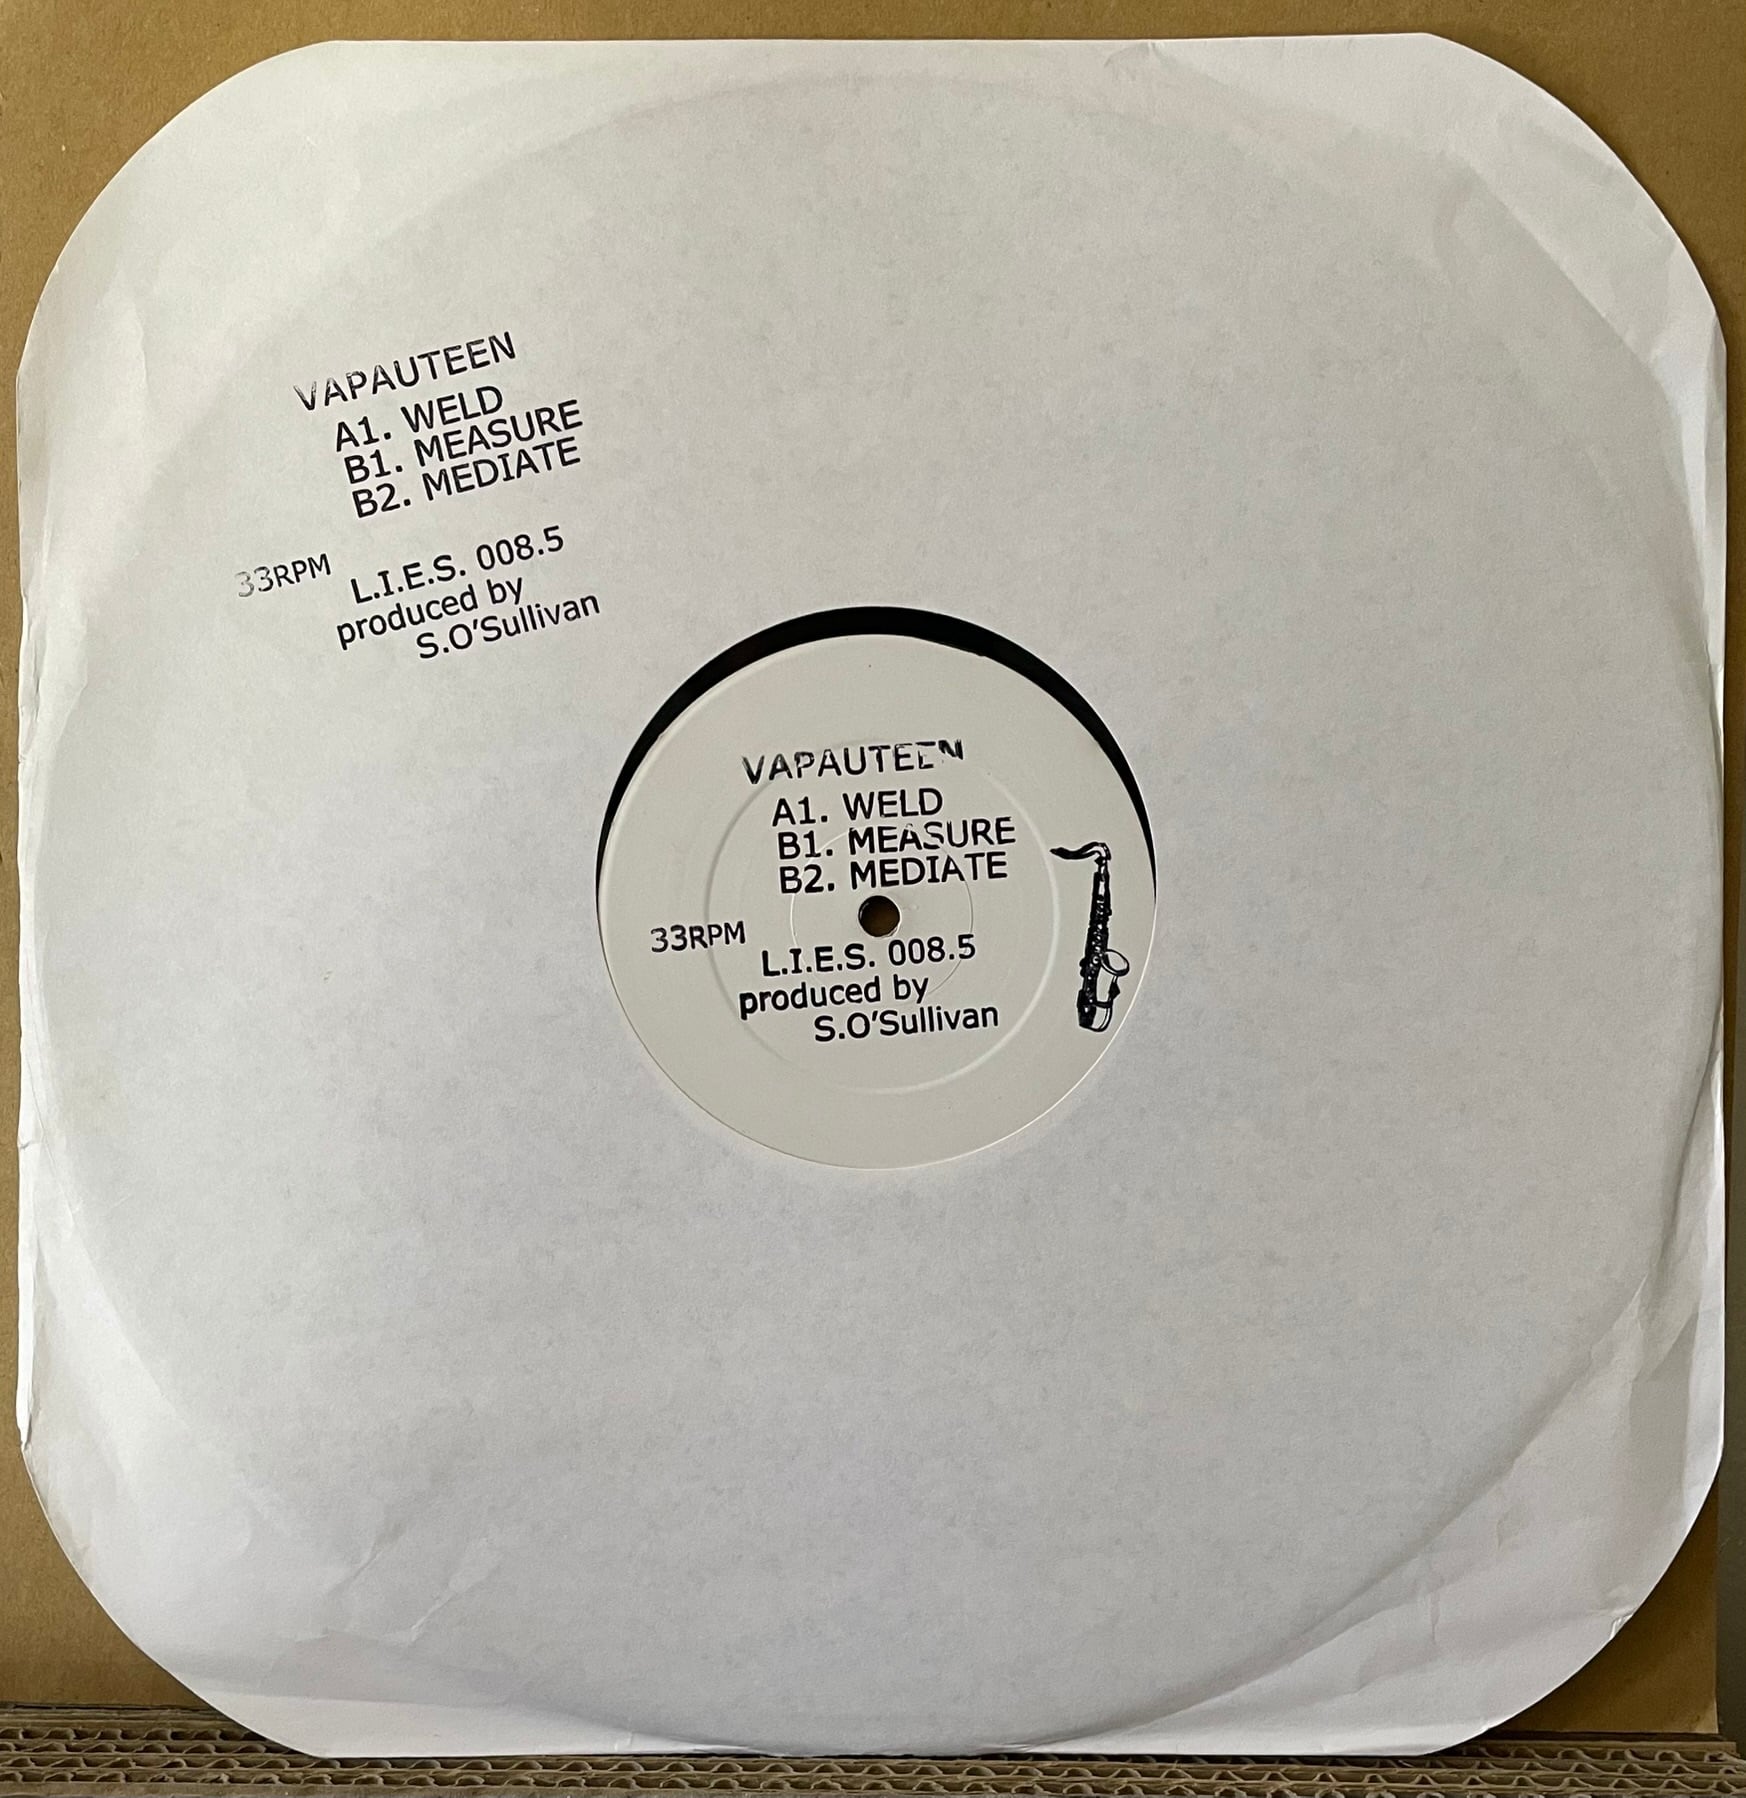 VAPAUTEEN
A1. WELD
B1. MEASURE
B2. MEDIATE
33RPM
L.I.E.S. 008.5
produced by
S.O'Sullivan
VAPAUTEEN
A1. WELD
B1. MEASURE
B2. MEDIATE
33RPM
L.I.E.S. 008.5
produced by
S.O'Sullivan